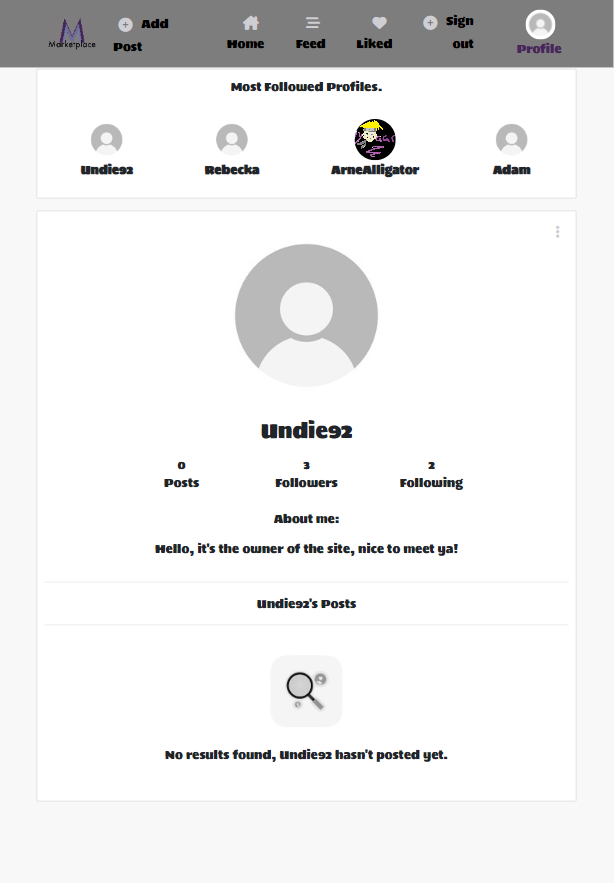 Marketplace
Add
Post
Home
Feed
Liked
Sign
out
Profile
Most Followed Profiles.
Undie92
Rebecka
ArneAlligator
Adam
Undie92
0 3 2
Posts Followers Following
About me:
Hello, it's the owner of the site, nice to meet ya!
Undie92's Posts
No results found, Undie92 hasn't posted yet.